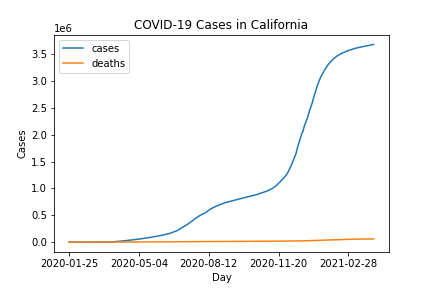 COVID-19 Cases in California
1e6
cases
deaths
3.5
3.0
2.5
2.0
1.5
1.0
0.5
0.0
Cases
2020-01-25 2020-05-04 2020-08-12 2020-11-20 2021-02-28
Day